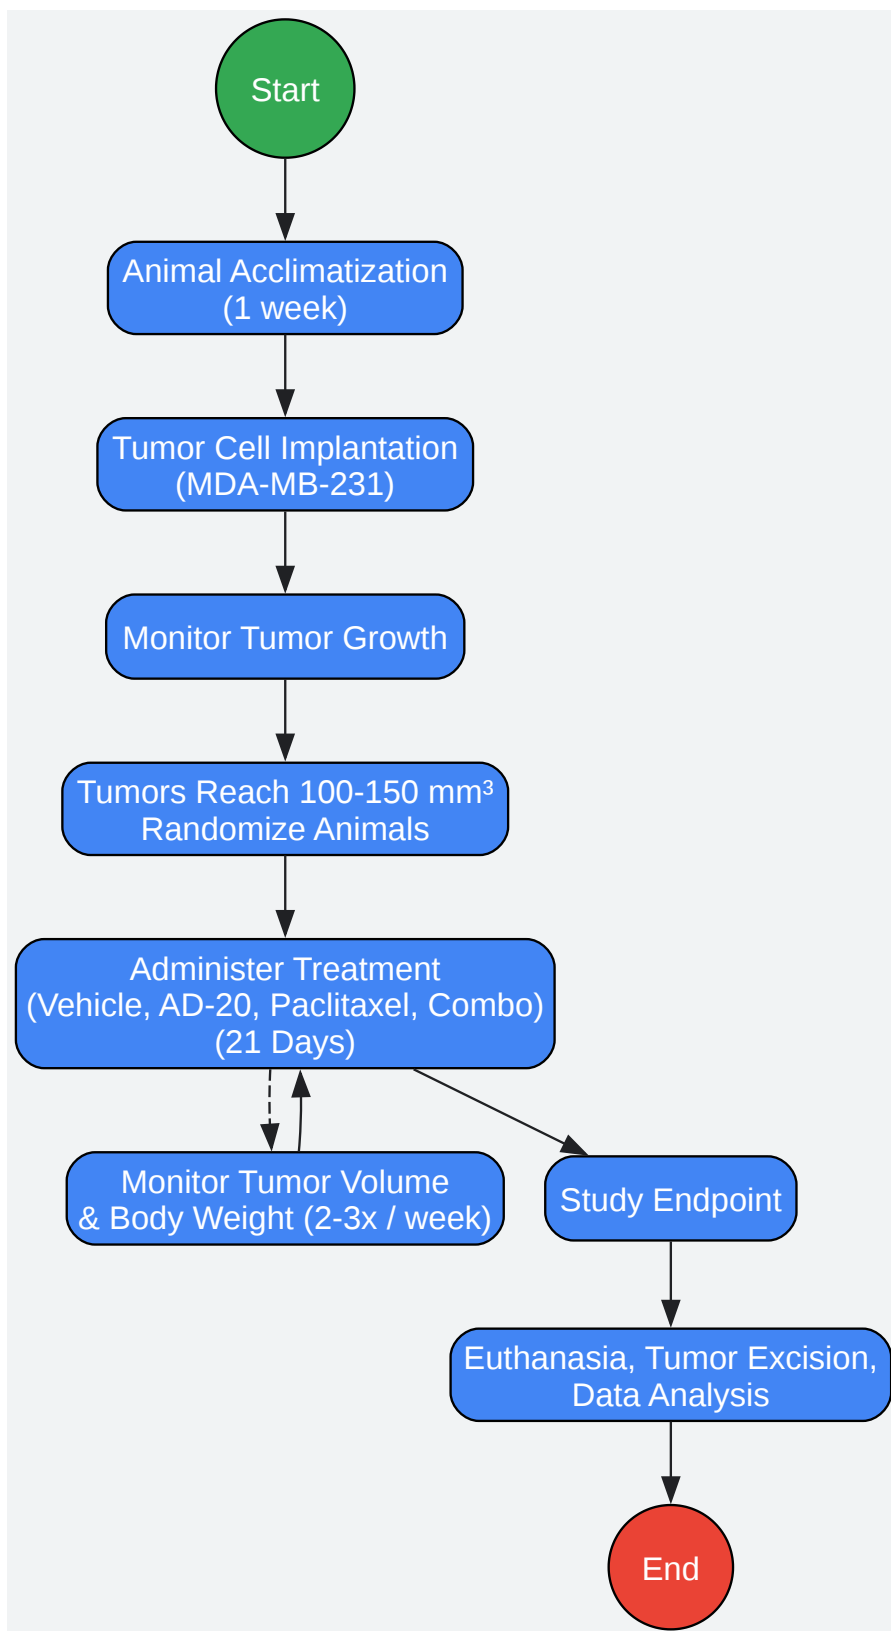 Start
Animal Acclimatization
(1 week)
Tumor Cell Implantation
(MDA-MB-231)
Monitor Tumor Growth
Tumors Reach 100-150 mm³
Randomize Animals
Administer Treatment
(Vehicle, AD-20, Paclitaxel, Combo)
(21 Days)
Monitor Tumor Volume
& Body Weight (2-3x / week)
Study Endpoint
Euthanasia, Tumor Excision,
Data Analysis
End